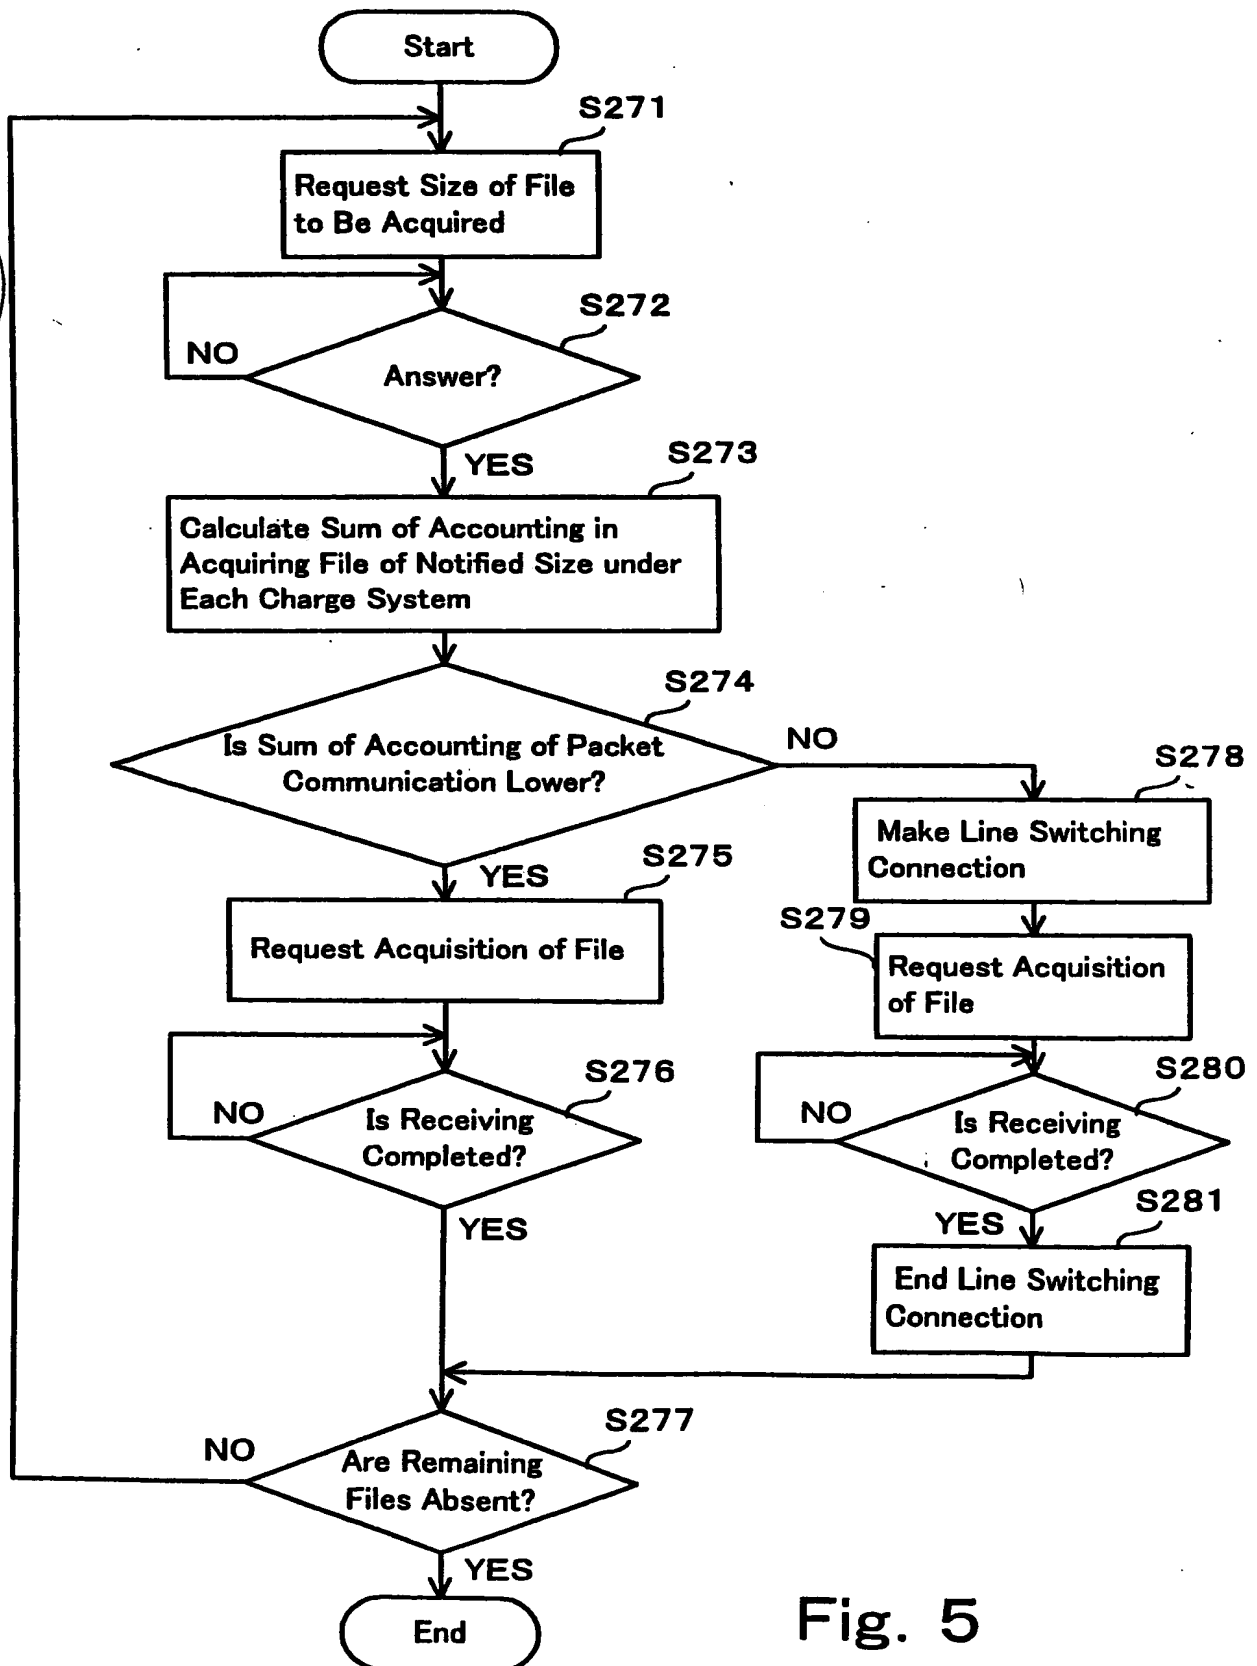 Start
S271
Request Size of File
to Be Acquired
S272
NO
Answer?
YES
S273
Calculate Sum of Accounting in
Acquiring File of Notified Size under
Each Charge System
S274
Is Sum of Accounting of Packet
Communication Lower?
NO
YES
S275
Request Acquisition of File
S276
NO
Is Receiving
Completed?
YES
S278
Make Line Switching
Connection
S279
Request Acquisition
of File
S280
NO
Is Receiving
Completed?
YES
S281
End Line Switching
Connection
S277
NO
Are Remaining
Files Absent?
YES
End
Fig. 5